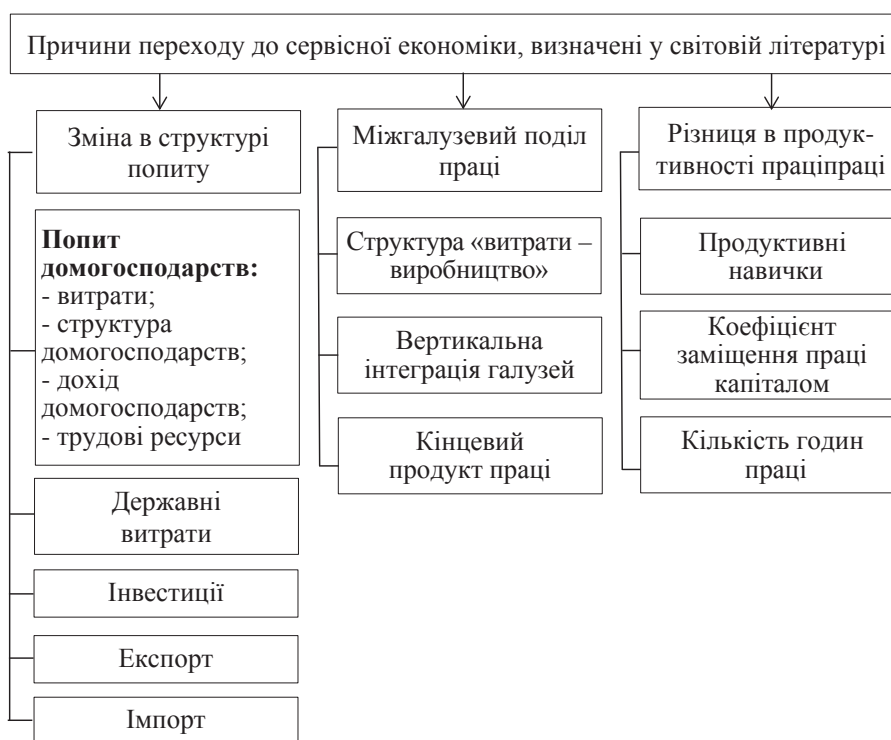 Причини переходу до сервісної економіки, визначені у світовій літературі
Зміна в структурі
попиту
Попит
домогосподарств:
- витрати;
- структура
домогосподарств;
- дохід
домогосподарств;
- трудові ресурси
Державні
витрати
Інвестиції
Експорт
Імпорт
Міжгалузевий поділ
праці
Структура «витрати –
виробництво»
Вертикальна
інтеграція галузей
Кінцевий
продукт праці
Різниця в продук-
тивності праціпраці
Продуктивні
навички
Коефіцієнт
заміщення праці
капіталом
Кількість годин
праці